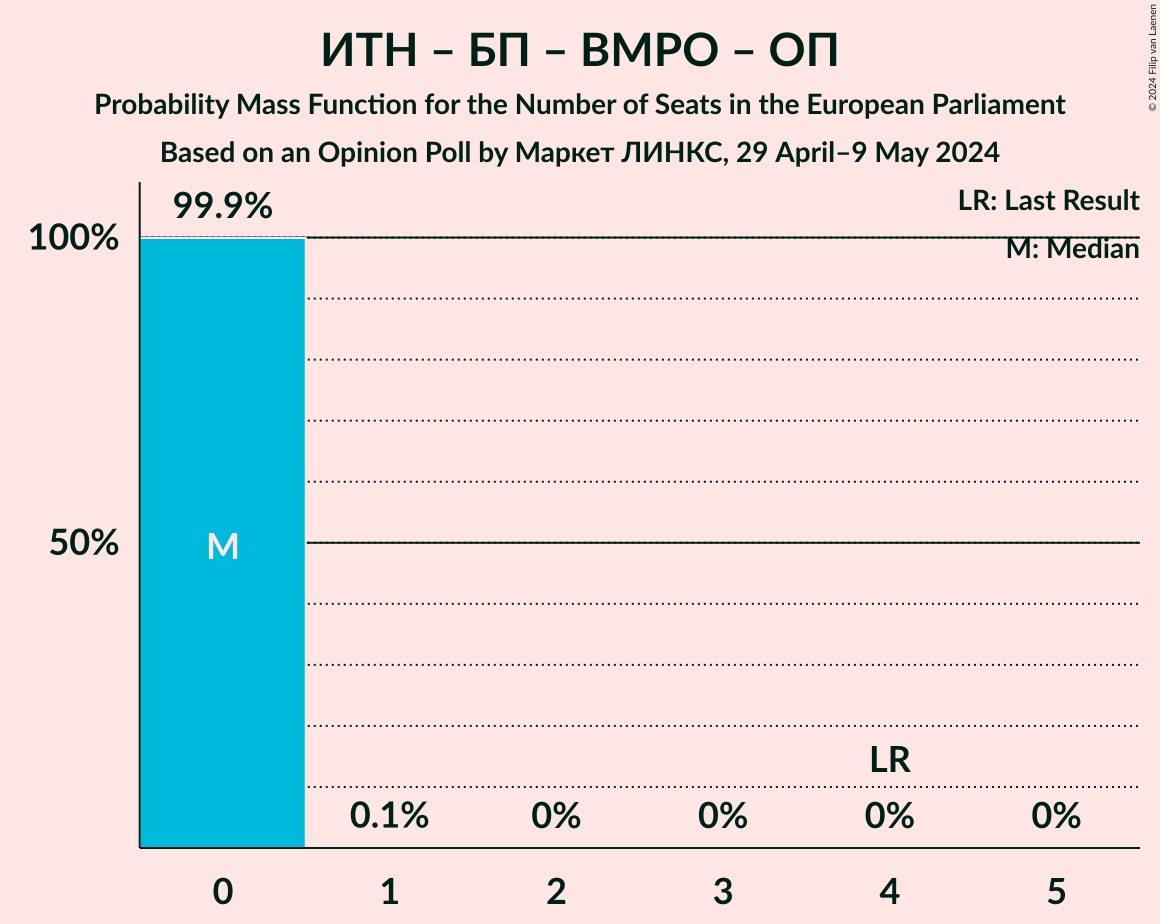 ИТН – БП – ВМРО – ОП
Probability Mass Function for the Number of Seats in the European Parliament
Based on an Opinion Poll by Маркет ЛИНКС, 29 April–9 May 2024
© 2024 Filip van Laenen
LR: Last Result
M: Median
99.9%
100%
50%
M
LR
0.1% 0% 0% 0% 0%
0 1 2 3 4 5